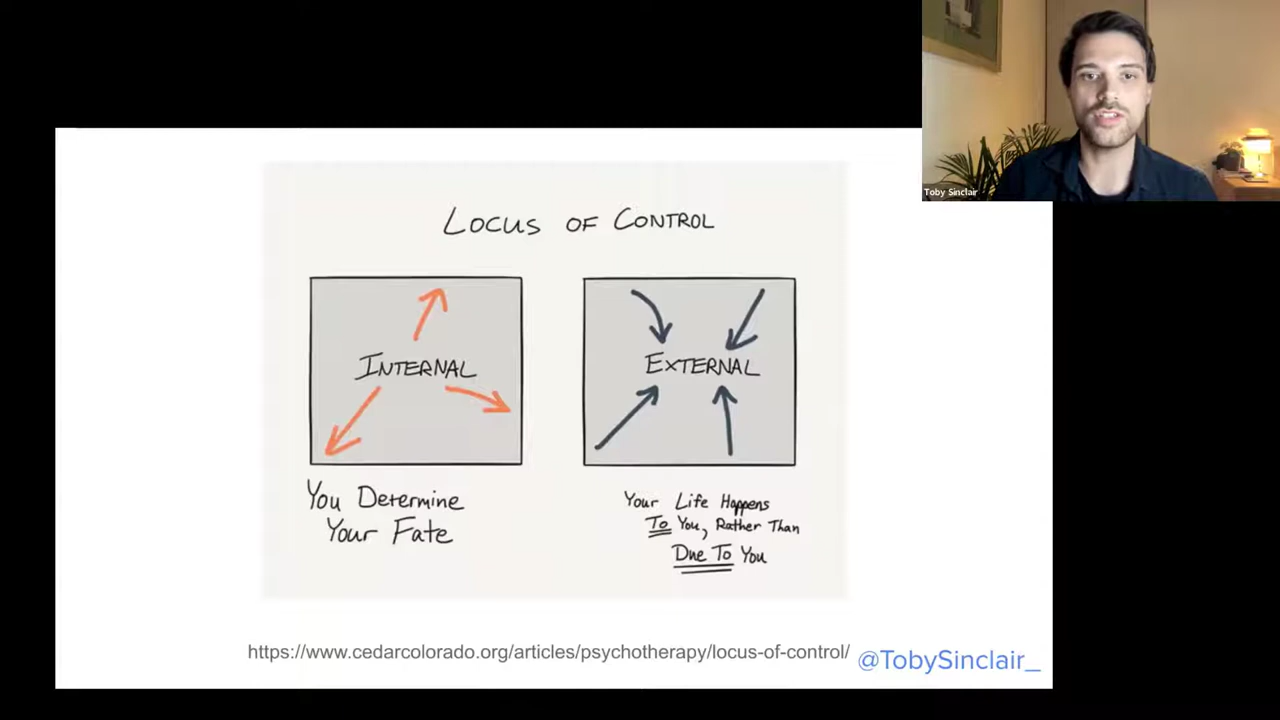 Toby Sinclair
LOCUS OF CONTROL
INTERNAL
EXTERNAL
You Determine
Your Fate
Your Life Happens
To You, Rather Than
Due To You
https://www.cedarcolorado.org/articles/psychotherapy/locus-of-control/
@TobySinclair_